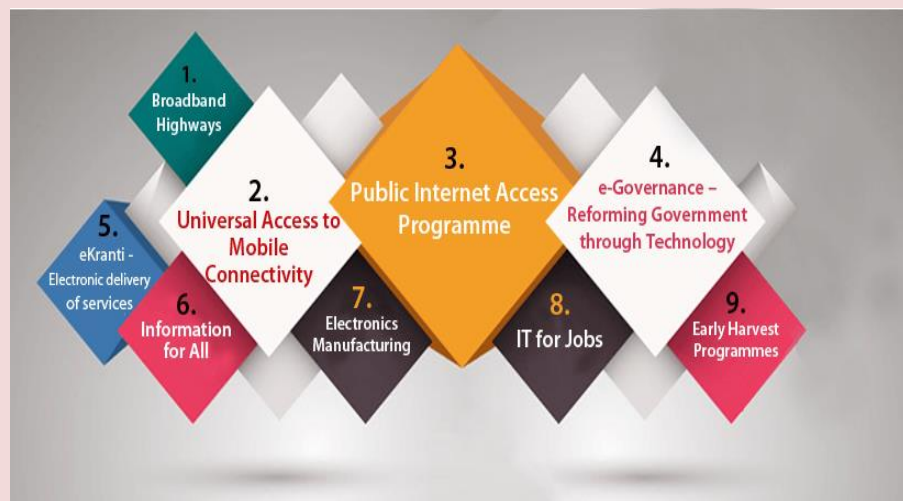 1.
Broadband
Highways
2.
Universal Access to
Mobile
Connectivity
3.
Public Internet Access
Programme
4.
e-Governance –
Reforming Government
through Technology
5.
eKranti -
Electronic delivery
of services
6.
Information
for All
7.
Electronics
Manufacturing
8.
IT for Jobs
9.
Early Harvest
Programmes